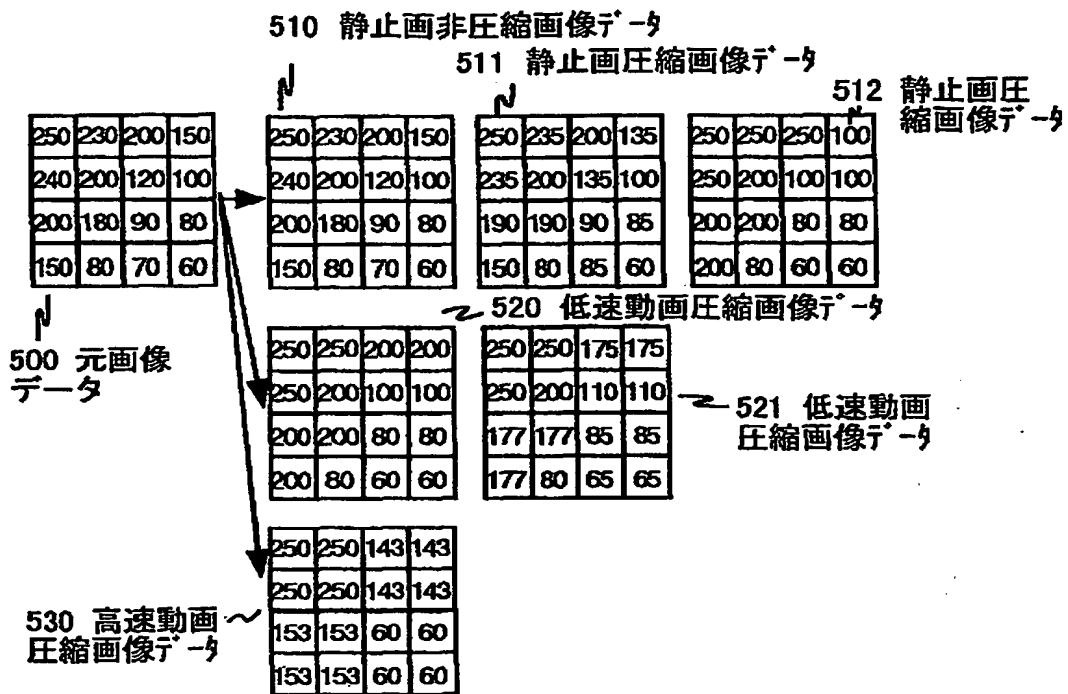 510 静止画非圧縮画像データ
511 静止画圧縮画像データ
512 静止画圧
縮画像データ
250 230 200 150
240 200 120 100
200 180 90 80
150 80 70 60
500 元画像
データ
250 230 200 150
240 200 120 100
200 180 90 80
150 80 70 60
250 235 200 135
235 200 135 100
190 190 90 85
150 80 85 60
250 250 250 100
250 200 100 100
200 200 80 80
200 80 60 60
520 低速動画圧縮画像データ
250 250 200 200
250 200 100 100
200 200 80 80
200 80 60 60
250 250 175 175
250 200 110 110
177 177 85 85
177 80 65 65
521 低速動画
圧縮画像データ
250 250 143 143
250 250 143 143
153 153 60 60
153 153 60 60
530 高速動画
圧縮画像データ